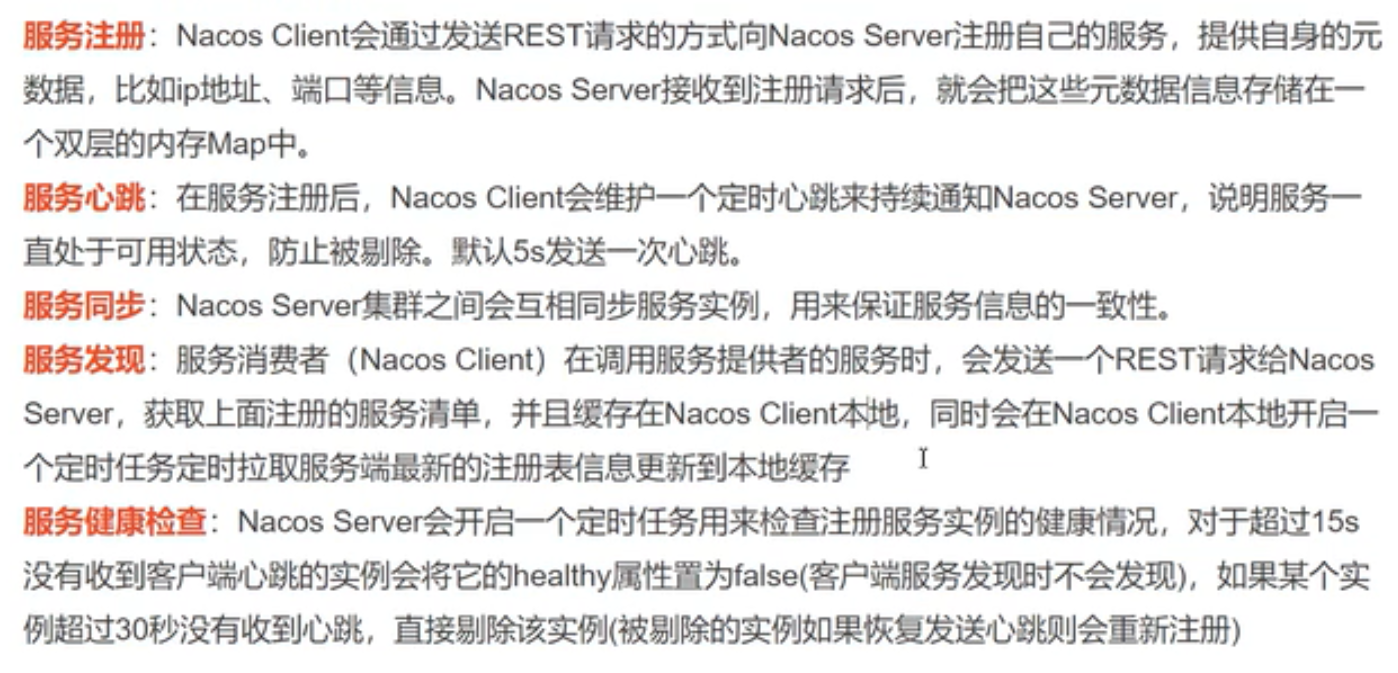 服务注册：Nacos Client会通过发送REST请求的方式向Nacos Server注册自己的服务，提供自身的元
数据，比如ip地址、端口等信息。Nacos Server接收到注册请求后，就会把这些元数据信息存储在一
个双层的内存Map中。
服务心跳：在服务注册后，Nacos Client会维护一个定时心跳来持续通知Nacos Server，说明服务一
直处于可用状态，防止被剔除。默认5s发送一次心跳。
服务同步：Nacos Server集群之间会互相同步服务实例，用来保证服务信息的一致性。
服务发现：服务消费者（Nacos Client）在调用服务提供者的服务时，会发送一个REST请求给Nacos
Server，获取上面注册的服务清单，并且缓存在Nacos Client本地，同时会在Nacos Client本地开启一
个定时任务定时拉取服务端最新的注册表信息更新到本地缓存
服务健康检查：Nacos Server会开启一个定时任务用来检查注册服务实例的健康情况，对于超过15s
没有收到客户端心跳的实例会将它的healthy属性置为false(客户端服务发现时不会发现)，如果某个实
例超过30秒没有收到心跳，直接剔除该实例(被剔除的实例如果恢复发送心跳则会重新注册)